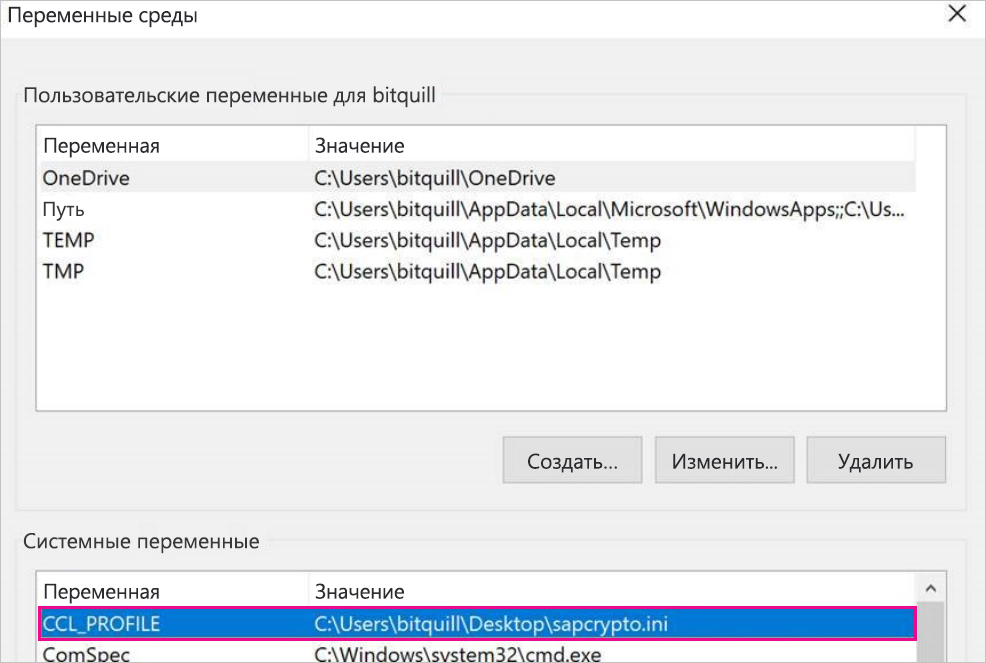 Переменные среды
Пользовательские переменные для bitquill
Переменная Значение
OneDrive C:\Users\bitquill\OneDrive
Путь C:\Users\bitquill\AppData\Local\Microsoft\WindowsApps;;C:\Us...
TEMP C:\Users\bitquill\AppData\Local\Temp
TMP C:\Users\bitquill\AppData\Local\Temp
Создать... Изменить... Удалить
Системные переменные
Переменная Значение
CCL_PROFILE C:\Users\bitquill\Desktop\sapcrypto.ini
ComSpec C:\Windows\system32\cmd.exe